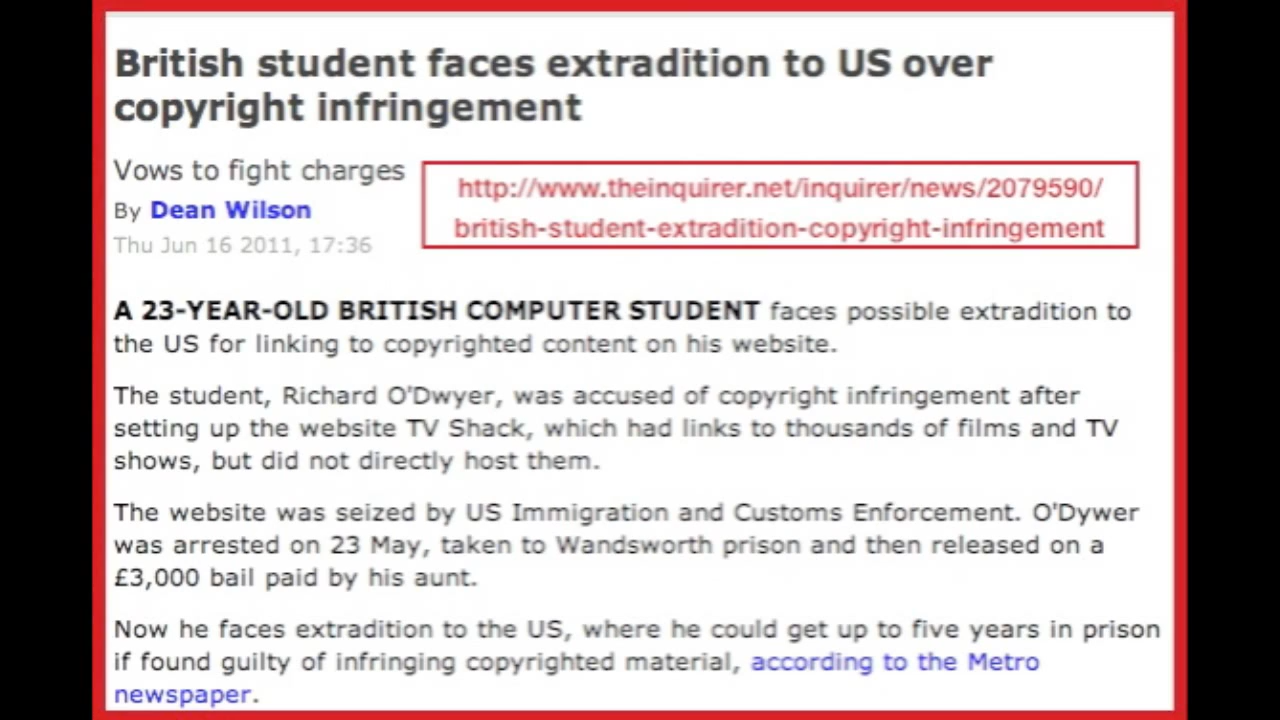 British student faces extradition to US over
copyright infringement
Vows to fight charges
By Dean Wilson
Thu Jun 16 2011, 17:36
http://www.theinquirer.net/inquirer/news/2079590/
british-student-extradition-copyright-infringement
A 23-YEAR-OLD BRITISH COMPUTER STUDENT faces possible extradition to
the US for linking to copyrighted content on his website.
The student, Richard O'Dwyer, was accused of copyright infringement after
setting up the website TV Shack, which had links to thousands of films and TV
shows, but did not directly host them.
The website was seized by US Immigration and Customs Enforcement. O'Dywer
was arrested on 23 May, taken to Wandsworth prison and then released on a
£3,000 bail paid by his aunt.
Now he faces extradition to the US, where he could get up to five years in prison
if found guilty of infringing copyrighted material, according to the Metro
newspaper.